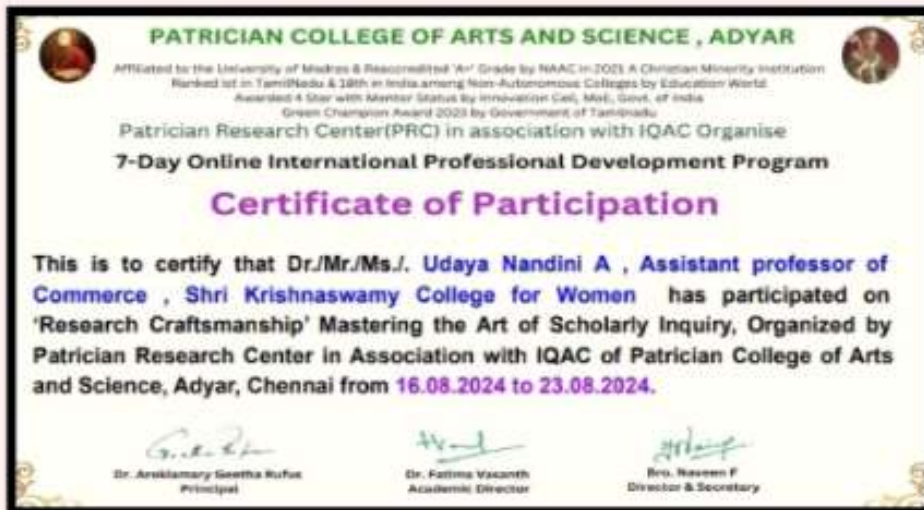 PATRICIAN COLLEGE OF ARTS AND SCIENCE , ADYAR
Affiliated to the University of Madras & Reaccredited 'A+' Grade by NAAC in 2021 A Christian Minority Institution
Ranked Ist in TamilNadu & 18th in India among Non-Autonomous Colleges by Education World
Awarded 4 Star with Mentor Status by Innovation Cell, MoE, Govt. of India
Green Champion Award 2023 by Government of Tamilnadu
Patrician Research Center(PRC) in association with IQAC Organise
7-Day Online International Professional Development Program
Certificate of Participation
This is to certify that Dr./Mr./Ms./. Udaya Nandini A , Assistant professor of
Commerce , Shri Krishnaswamy College for Women has participated on
'Research Craftsmanship' Mastering the Art of Scholarly Inquiry, Organized by
Patrician Research Center in Association with IQAC of Patrician College of Arts
and Science, Adyar, Chennai from 16.08.2024 to 23.08.2024.
Dr. Arokiamary Geetha Rufus
Principal
Dr. Fatima Vasanth
Academic Director
Bro. Naveen F
Director & Secretary